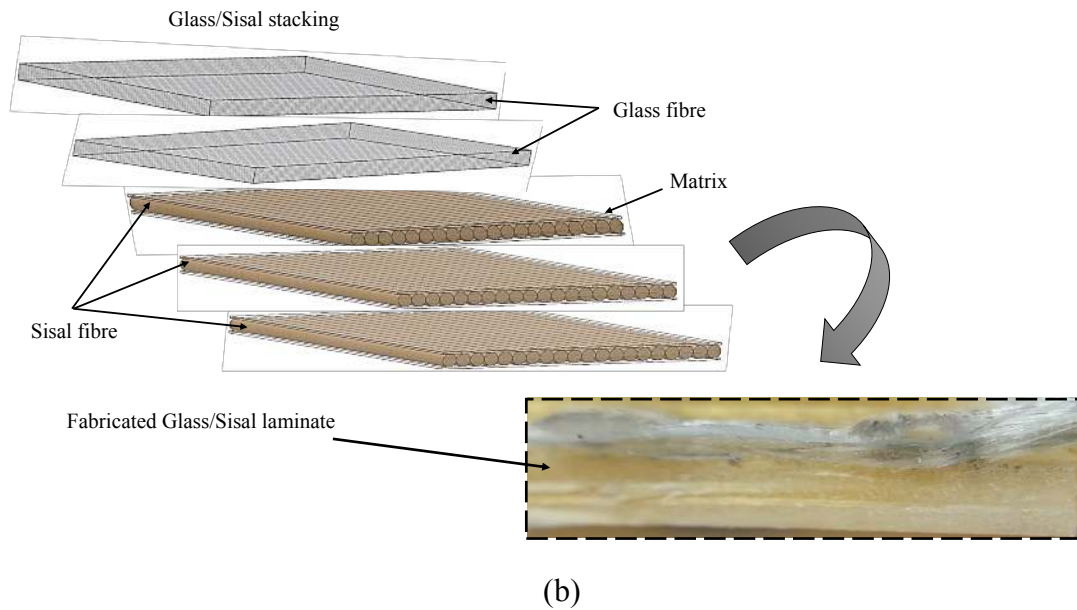 Glass/Sisal stacking
Glass fibre
Matrix
Sisal fibre
Fabricated Glass/Sisal laminate
(b)